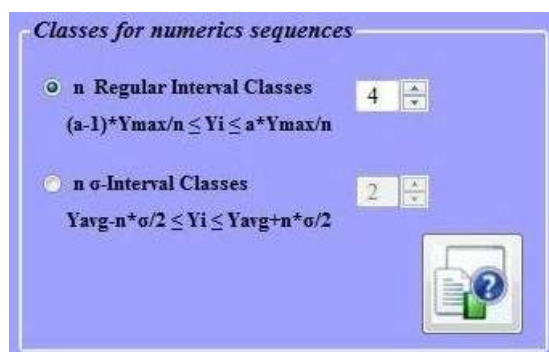 Classes for numerics sequences
n Regular Interval Classes 4
(a-1)*Ymax/n ≤ Yi ≤ a*Ymax/n
n σ-Interval Classes 2
Yavg-n*σ/2 ≤ Yi ≤ Yavg+n*σ/2
?